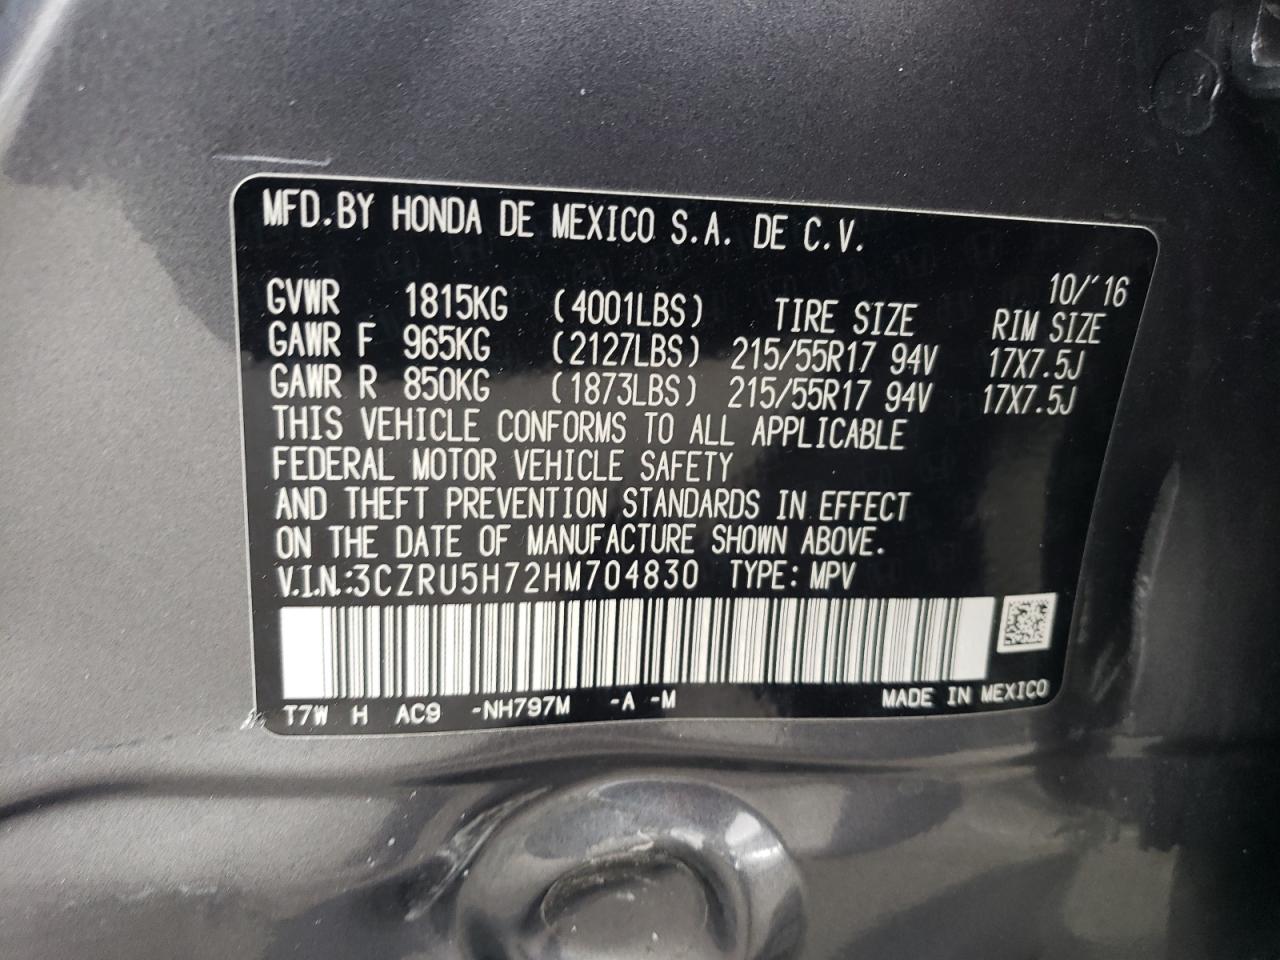 MFD.BY HONDA DE MEXICO S.A. DE C.V.
10/'16
GVWR 1815KG (4001LBS) TIRE SIZE RIM SIZE
GAWR F 965KG (2127LBS) 215/55R17 94V 17X7.5J
GAWR R 850KG (1873LBS) 215/55R17 94V 17X7.5J
THIS VEHICLE CONFORMS TO ALL APPLICABLE
FEDERAL MOTOR VEHICLE SAFETY
AND THEFT PREVENTION STANDARDS IN EFFECT
ON THE DATE OF MANUFACTURE SHOWN ABOVE.
V.I.N.:3CZRU5H72HM704830 TYPE: MPV
T7W H AC9 -NH797M -A -M MADE IN MEXICO